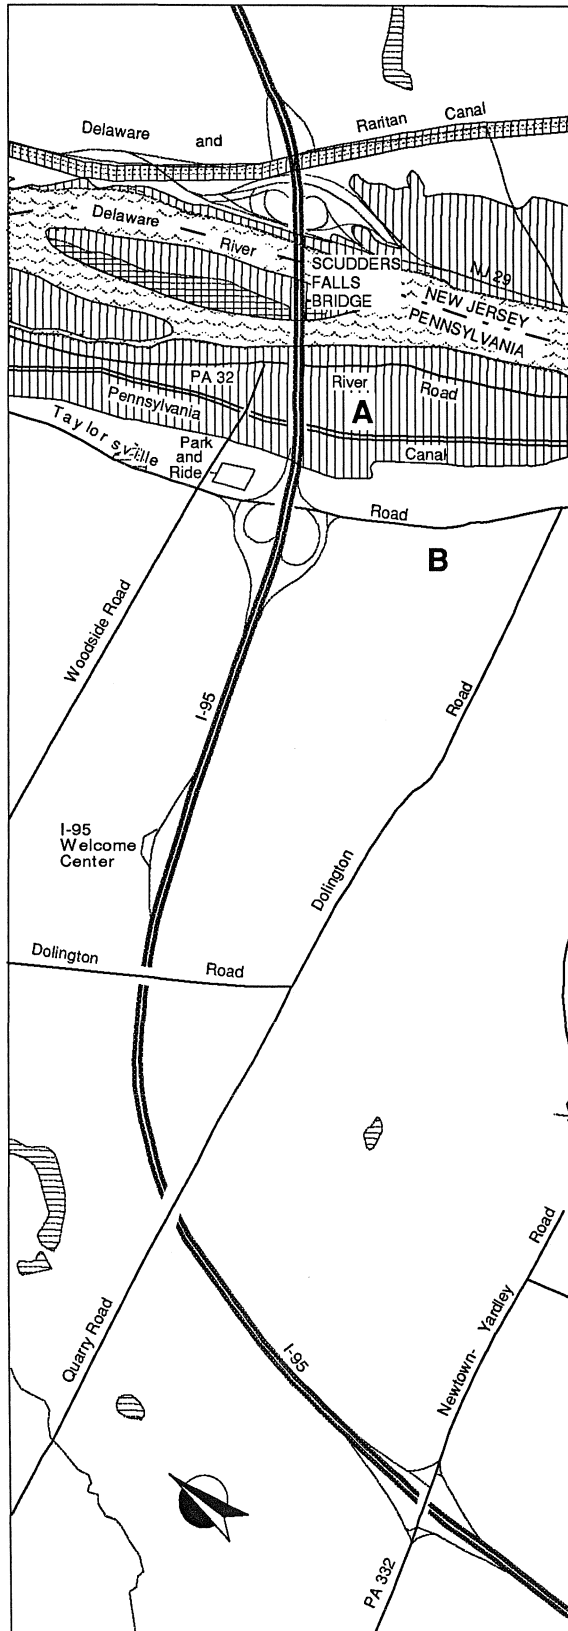 Delaware and Raritan Canal
Delaware River
SCUDDERS
FALLS
BRIDGE
NJ 29
NEW JERSEY
PENNSYLVANIA
PA 32
River Road
Pennsylvania Canal
A
Taylorsville Road
Park
and
Ride
B
Woodside Road
I-95
Road
I-95
Welcome
Center
Dolington
Dolington Road
Road
Newtown-Yardley
Quarry Road
I-95
PA 332